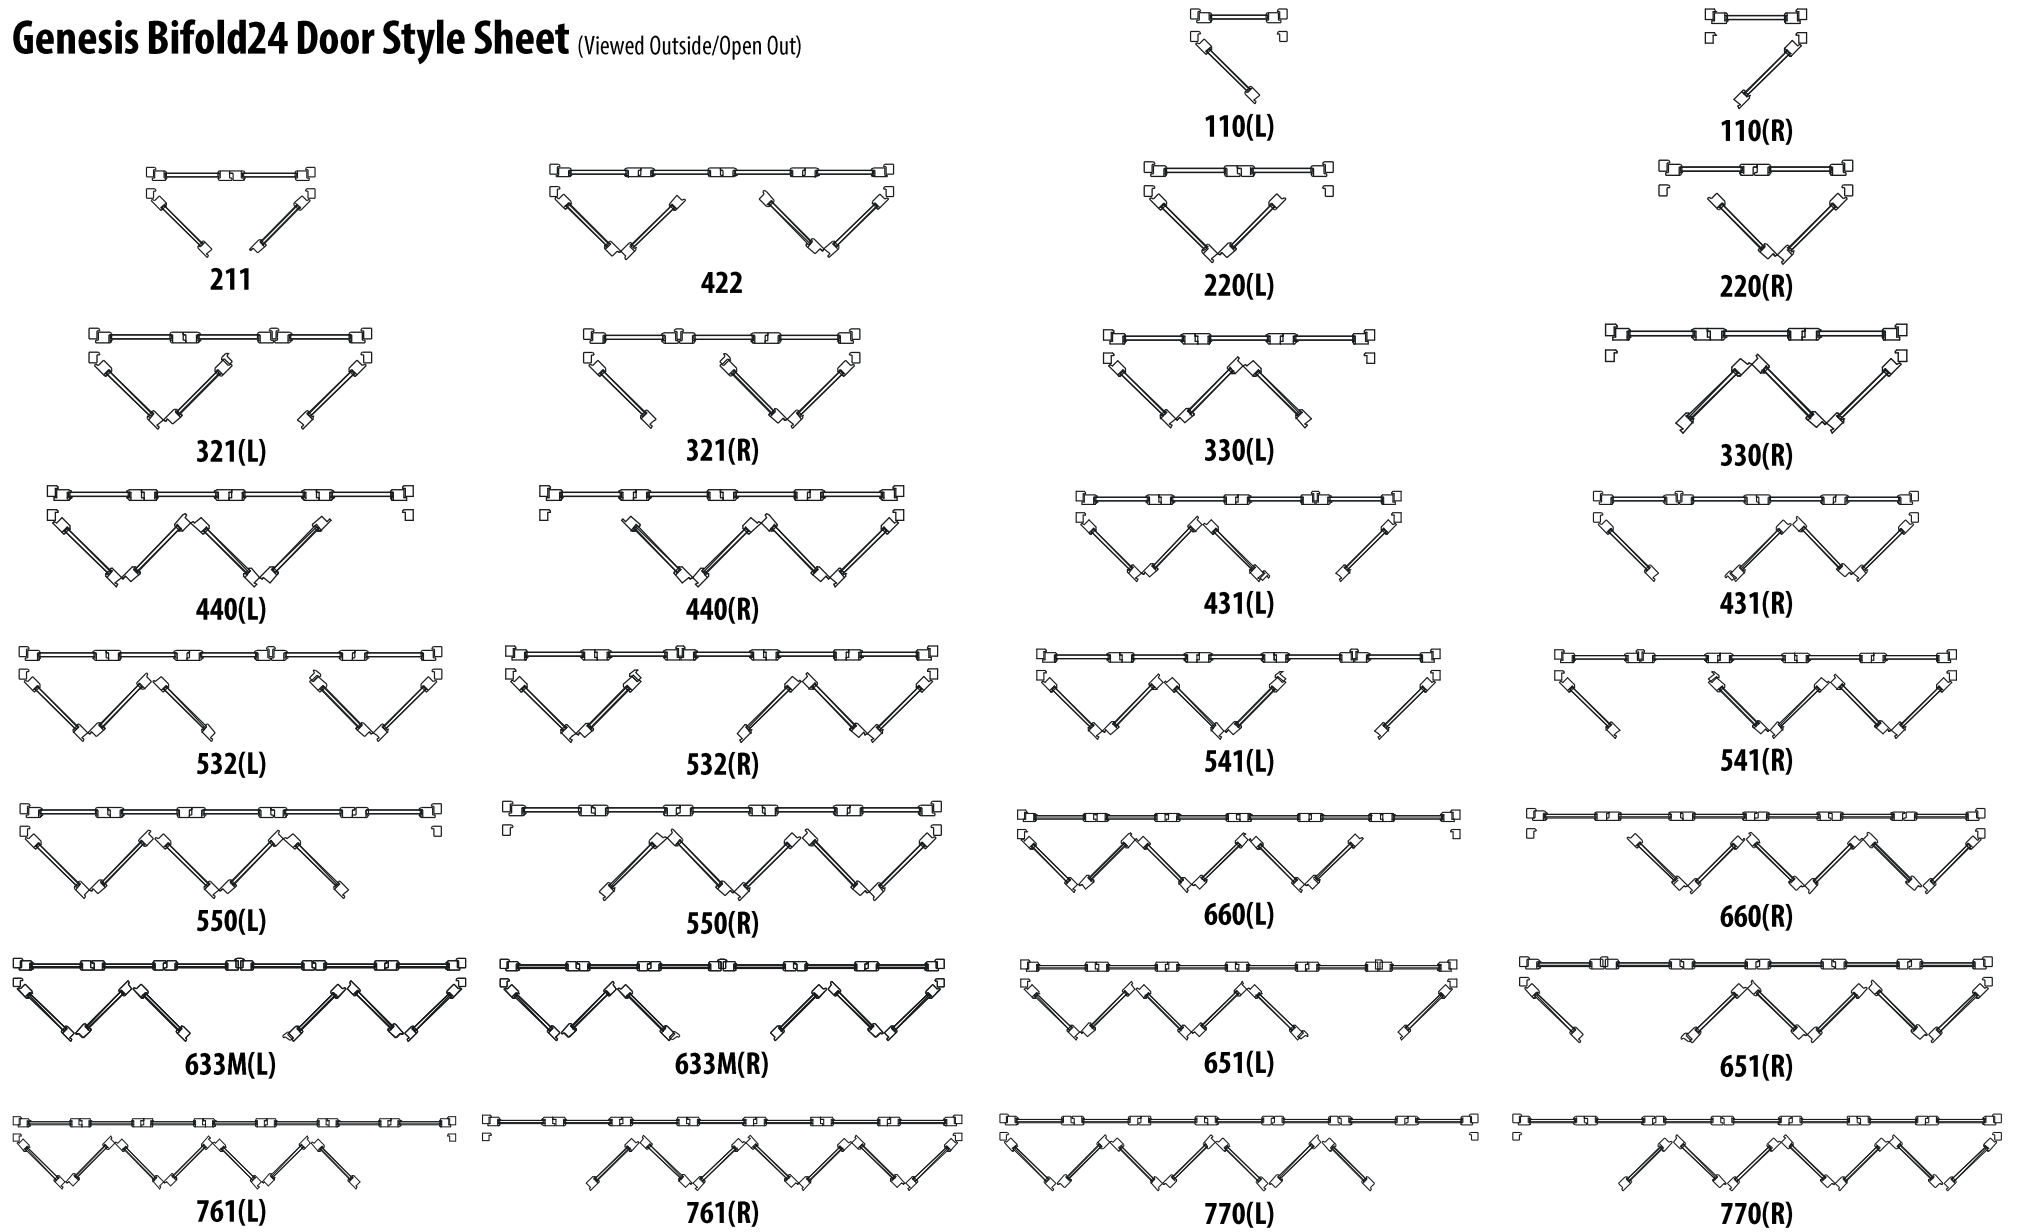 Genesis Bifold24 Door Style Sheet (Viewed Outside/Open Out)
110(L)
110(R)
211
422
220(L)
220(R)
321(L)
321(R)
330(L)
330(R)
440(L)
440(R)
431(L)
431(R)
532(L)
532(R)
541(L)
541(R)
550(L)
550(R)
660(L)
660(R)
633M(L)
633M(R)
651(L)
651(R)
761(L)
761(R)
770(L)
770(R)